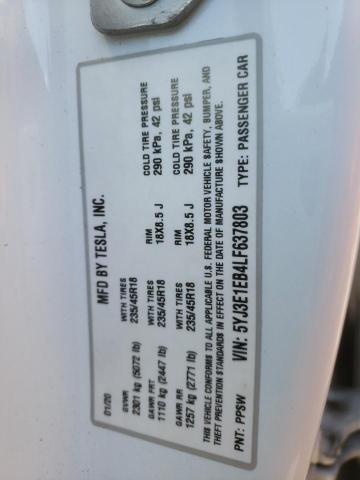 MFD BY TESLA, INC.
01/20
GVWR
2301 kg (5072 lb)
GAWR FRT WITH TIRES RIM COLD TIRE PRESSURE
1110 kg (2447 lb) 235/45R18 18X8.5 J 290 kPa, 42 psi
GAWR RR WITH TIRES RIM COLD TIRE PRESSURE
1257 kg (2771 lb) 235/45R18 18X8.5 J 290 kPa, 42 psi
THIS VEHICLE CONFORMS TO ALL APPLICABLE U.S. FEDERAL MOTOR VEHICLE SAFETY, BUMPER, AND
THEFT PREVENTION STANDARDS IN EFFECT ON THE DATE OF MANUFACTURE SHOWN ABOVE.
PNT: PPSW VIN: 5YJ3E1EB4LF637803 TYPE: PASSENGER CAR